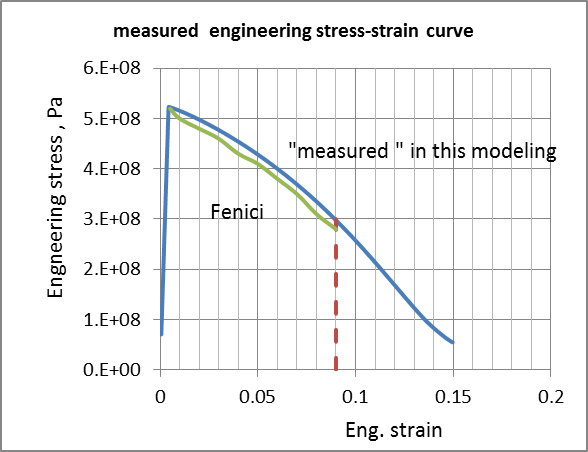 measured engineering stress-strain curve
Engneering stress , Pa
6.E+08
5.E+08
4.E+08
3.E+08
2.E+08
1.E+08
0.E+00
"measured " in this modeling
Fenici
0
0.05
0.1
0.15
0.2
Eng. strain